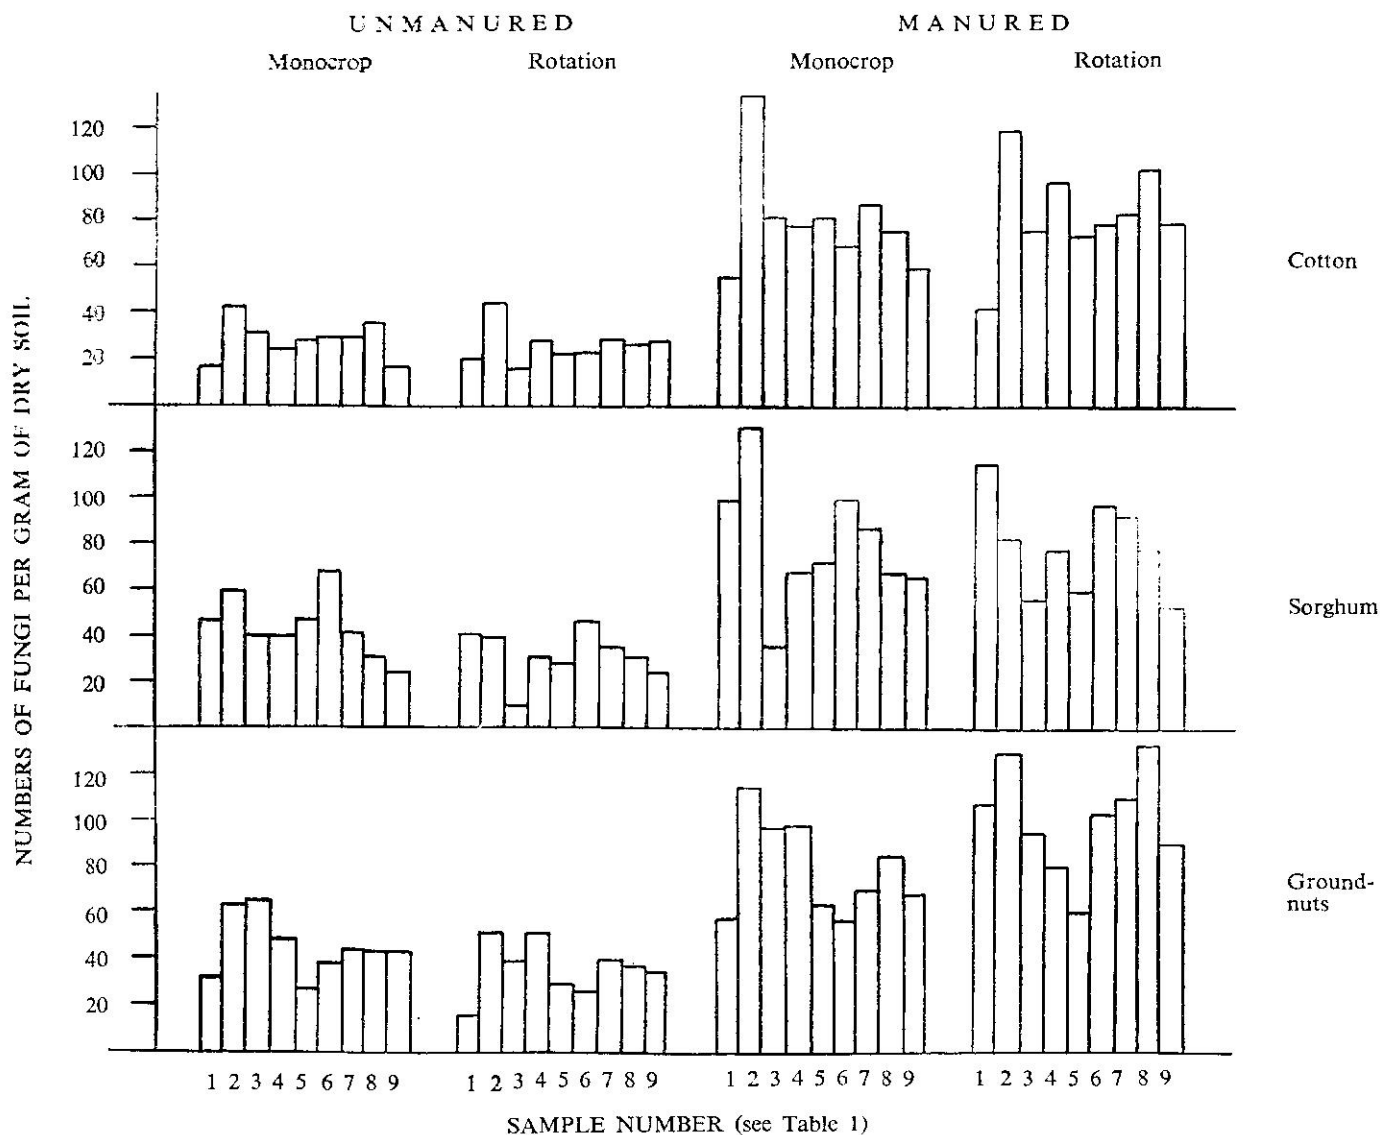 UNMANURED MANURED
Monocrop Rotation Monocrop Rotation
NUMBERS OF FUNGI PER GRAM OF DRY SOIL
120
100
80
60
40
20
Cotton
120
100
80
60
40
20
Sorghum
120
100
80
60
40
20
Ground-
nuts
1 2 3 4 5 6 7 8 9 1 2 3 4 5 6 7 8 9 1 2 3 4 5 6 7 8 9 1 2 3 4 5 6 7 8 9
SAMPLE NUMBER (see Table 1)